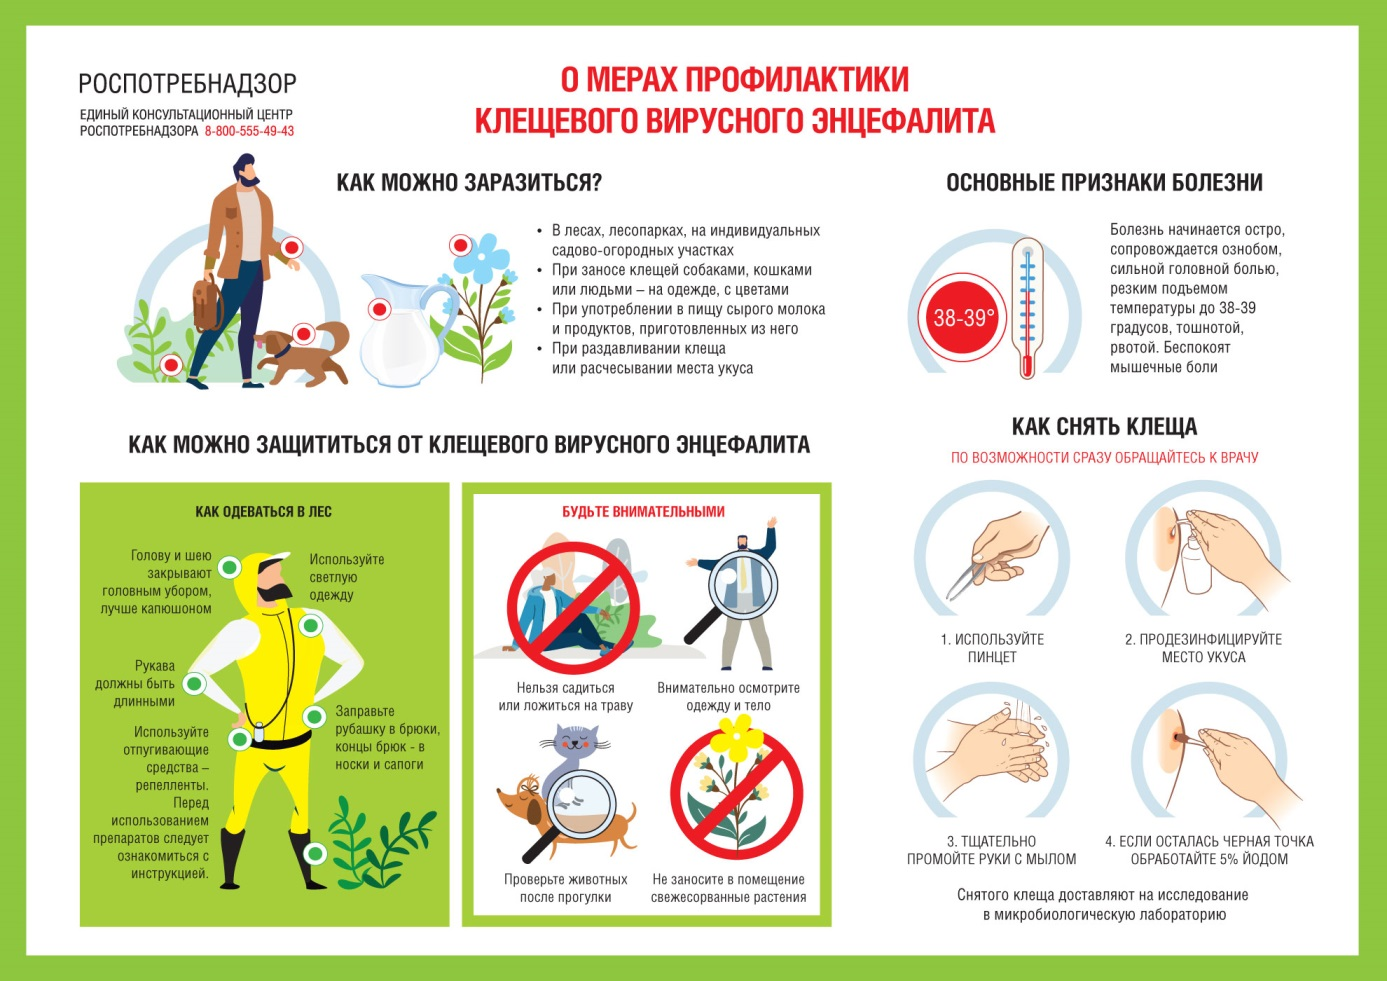 РОСПОТРЕБНАДЗОР
ЕДИНЫЙ КОНСУЛЬТАЦИОННЫЙ ЦЕНТР
РОСПОТРЕБНАДЗОРА 8-800-555-49-43
О МЕРАХ ПРОФИЛАКТИКИ
КЛЕЩЕВОГО ВИРУСНОГО ЭНЦЕФАЛИТА
КАК МОЖНО ЗАРАЗИТЬСЯ?
• В лесах, лесопарках, на индивидуальных
садово-огородных участках
• При заносе клещей собаками, кошками
или людьми – на одежде, с цветами
• При употреблении в пищу сырого молока
и продуктов, приготовленных из него
• При раздавливании клеща
или расчесывании места укуса
ОСНОВНЫЕ ПРИЗНАКИ БОЛЕЗНИ
38-39°
Болезнь начинается остро,
сопровождается ознобом,
сильной головной болью,
резким подъемом
температуры до 38-39
градусов, тошнотой,
рвотой. Беспокоят
мышечные боли
КАК МОЖНО ЗАЩИТИТЬСЯ ОТ КЛЕЩЕВОГО ВИРУСНОГО ЭНЦЕФАЛИТА
КАК ОДЕВАТЬСЯ В ЛЕС
Голову и шею
закрывают
головным убором,
лучше капюшоном
Используйте
светлую
одежду
Рукава
должны быть
длинными
Заправьте
рубашку в брюки,
концы брюк - в
носки и сапоги
Используйте
отпугивающие
средства –
репелленты.
Перед
использованием
препаратов следует
ознакомиться с
инструкцией.
БУДЬТЕ ВНИМАТЕЛЬНЫМИ
Нельзя садиться
или ложиться на траву
Внимательно осмотрите
одежду и тело
Проверьте животных
после прогулки
Не заносите в помещение
свежесорванные растения
КАК СНЯТЬ КЛЕЩА
ПО ВОЗМОЖНОСТИ СРАЗУ ОБРАЩАЙТЕСЬ К ВРАЧУ
1. ИСПОЛЬЗУЙТЕ
ПИНЦЕТ
2. ПРОДЕЗИНФИЦИРУЙТЕ
МЕСТО УКУСА
3. ТЩАТЕЛЬНО
ПРОМОЙТЕ РУКИ С МЫЛОМ
4. ЕСЛИ ОСТАЛАСЬ ЧЕРНАЯ ТОЧКА
ОБРАБОТАЙТЕ 5% ЙОДОМ
Снятого клеща доставляют на исследование
в микробиологическую лабораторию